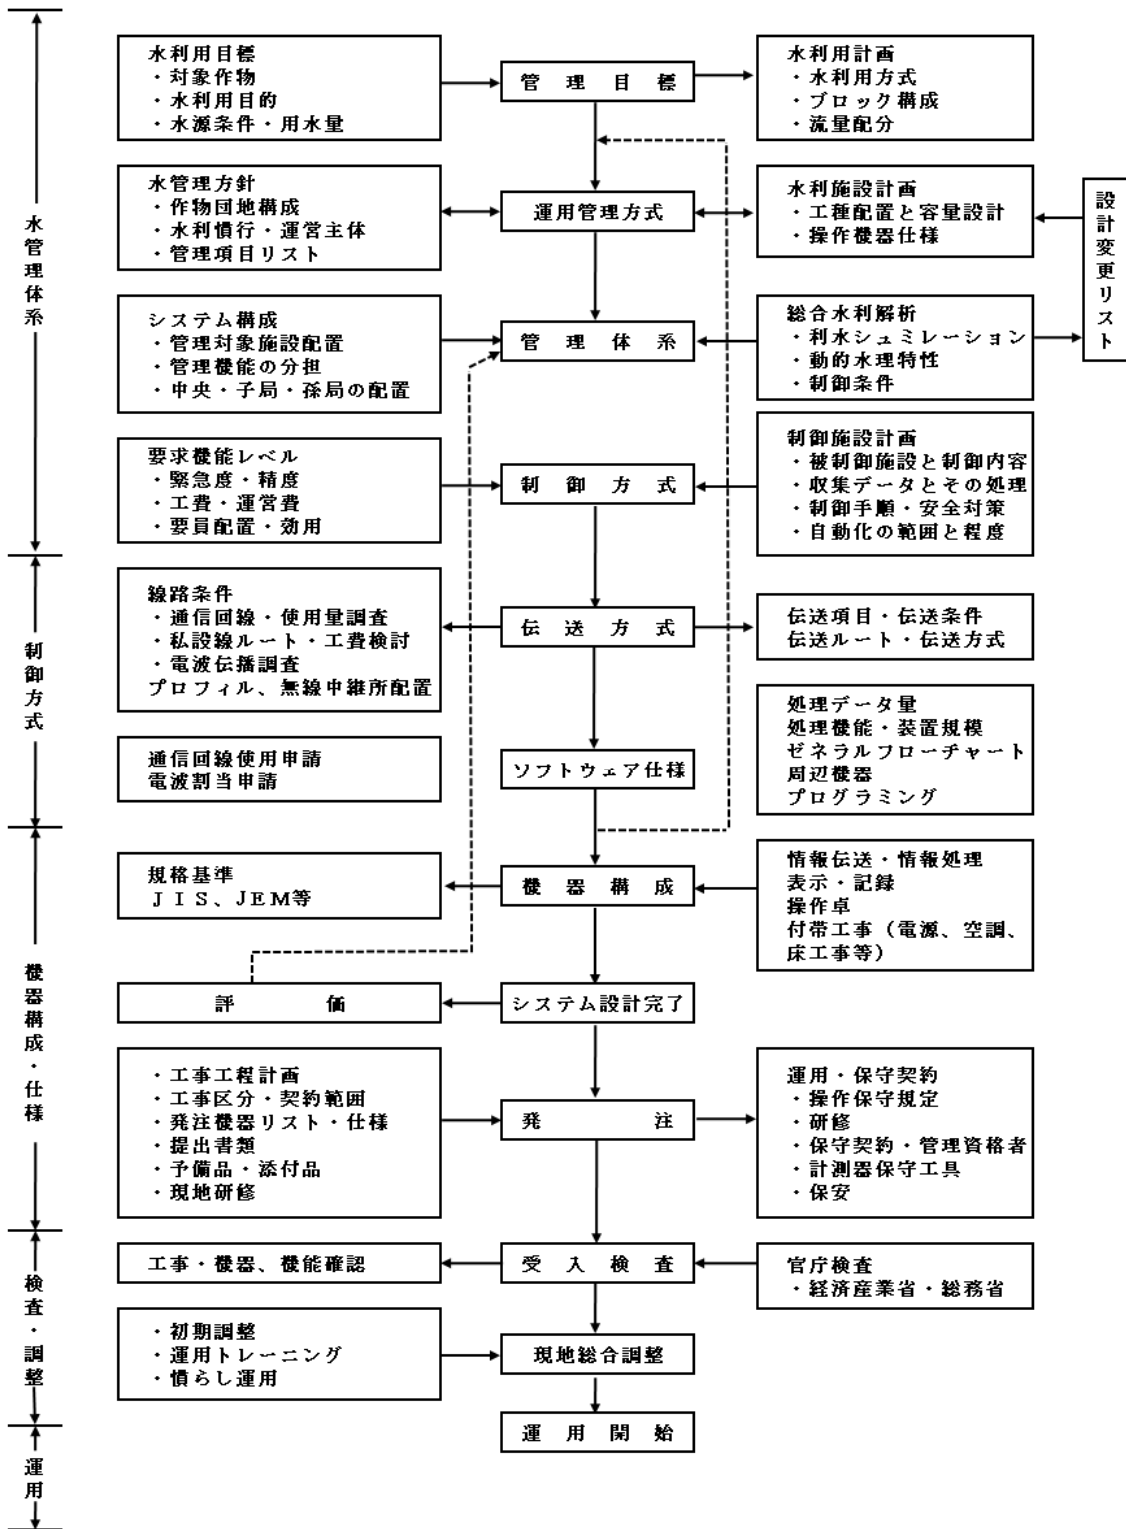 水利用目標
・対象作物
・水利用目的
・水源条件・用水量
管理目標
水利用計画
・水利用方式
・ブロック構成
・流量配分
水管理方針
・作物団地構成
・水利慣行・運営主体
・管理項目リスト
運用管理方式
水利施設計画
・工種配置と容量設計
・操作機器仕様
設計変更リスト
水管理体系
システム構成
・管理対象施設配置
・管理機能の分担
・中央・子局・孫局の配置
管理体系
総合水利解析
・利水シュミレーション
・動的水理特性
・制御条件
要求機能レベル
・緊急度・精度
・工費・運営費
・要員配置・効用
制御方式
制御施設計画
・被制御施設と制御内容
・収集データとその処理
・制御手順・安全対策
・自動化の範囲と程度
制御方式
線路条件
・通信回線・使用量調査
・私設線ルート・工費検討
・電波伝播調査
プロフィル、無線中継所配置
伝送方式
伝送項目・伝送条件
伝送ルート・伝送方式
通信回線使用申請
電波割当申請
ソフトウェア仕様
処理データ量
処理機能・装置規模
ゼネラルフローチャート
周辺機器
プログラミング
機器構成・仕様
規格基準
ＪＩＳ、JEM等
機器構成
情報伝送・情報処理
表示・記録
操作卓
付帯工事（電源、空調、
床工事等）
評価
システム設計完了
・工事工程計画
・工事区分・契約範囲
・発注機器リスト・仕様
・提出書類
・予備品・添付品
・現地研修
発注
運用・保守契約
・操作保守規定
・研修
・保守契約・管理資格者
・計測器保守工具
・保安
検査・調整
工事・機器、機能確認
受入検査
官庁検査
・経済産業省・総務省
・初期調整
・運用トレーニング
・慣らし運用
現地総合調整
運用開始
運用